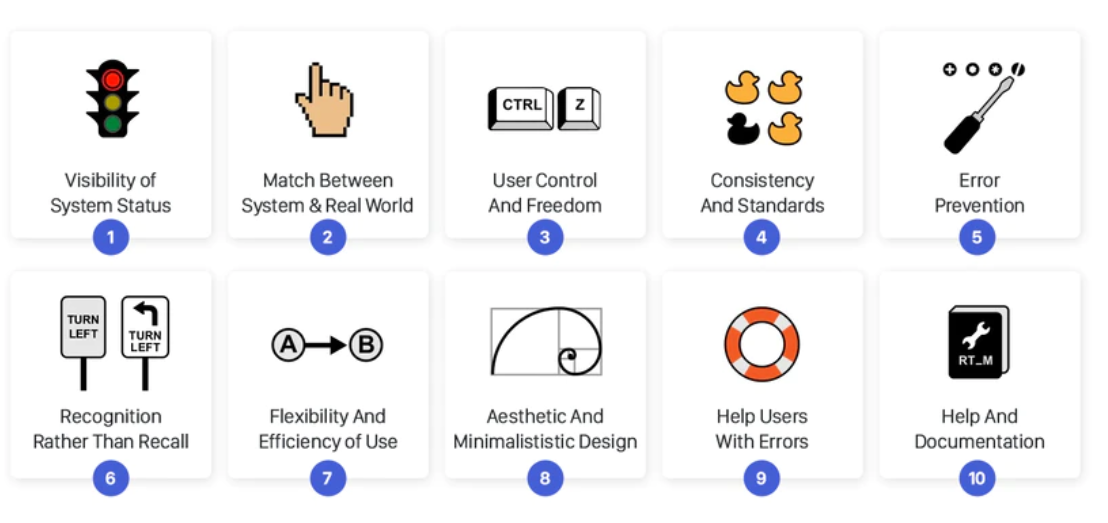 CTRL
Z
Visibility of
System Status
1
Match Between
System & Real World
2
User Control
And Freedom
3
Consistency
And Standards
4
Error
Prevention
5
TURN
LEFT
TURN
LEFT
Recognition
Rather Than Recall
6
A
B
Flexibility And
Efficiency of Use
7
Aesthetic And
Minimalististic Design
8
Help Users
With Errors
9
RT_M
Help And
Documentation
10